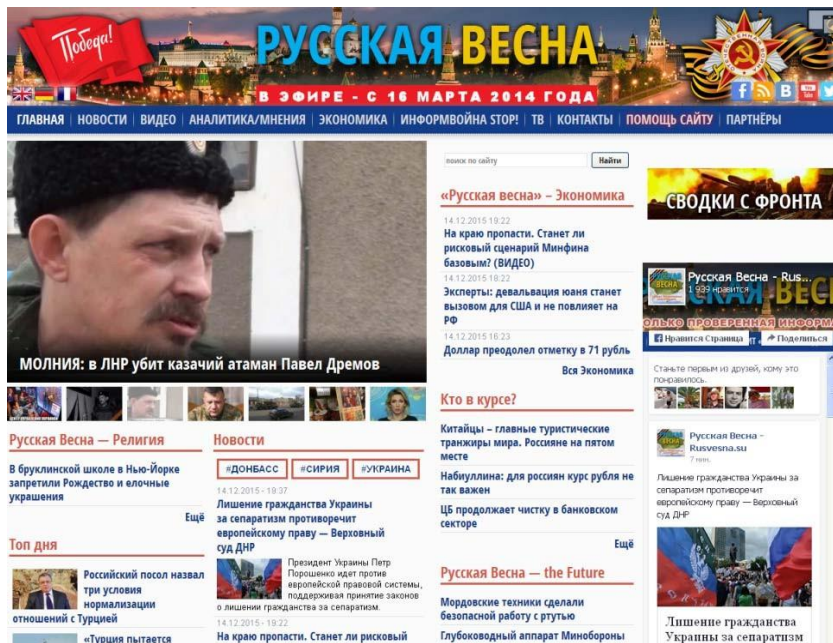 Победа!
РУССКАЯ ВЕСНА
В ЭФИРЕ - С 16 МАРТА 2014 ГОДА
ГЛАВНАЯ | НОВОСТИ | ВИДЕО | АНАЛИТИКА/МНЕНИЯ | ЭКОНОМИКА | ИНФОРМВОЙНА STOP! | ТВ | КОНТАКТЫ | ПОМОЩЬ САЙТУ | ПАРТНЁРЫ
МОЛНИЯ: в ЛНР убит казачий атаман Павел Дремов
Русская Весна — Религия
В бруклинской школе в Нью-Йорке
запретили Рождество и елочные
украшения
Ещё
Топ дня
Российский посол назвал
три условия
нормализации
отношений с Турцией
«Турция пытается
Новости
#ДОНБАСС
#СИРИЯ
#УКРАИНА
14.12.2015 - 19:37
Лишение гражданства Украины
за сепаратизм противоречит
европейскому праву — Верховный
суд ДНР
Президент Украины Петр
Порошенко идет против
европейской правовой системы,
поддерживая принятие законов
о лишении гражданства за сепаратизм.
14.12.2015 - 19:22
На краю пропасти. Станет ли рисковый
поиск по сайту
Найти
«Русская весна» – Экономика
14.12.2015 19:22
На краю пропасти. Станет ли
рисковый сценарий Минфина
базовым? (ВИДЕО)
14.12.2015 18:22
Эксперты: девальвация юаня станет
вызовом для США и не повлияет на
РФ
14.12.2015 16:23
Доллар преодолел отметку в 71 рубль
Вся Экономика
Кто в курсе?
Китайцы – главные туристические
транжиры мира. Россияне на пятом
месте
Набиуллина: для россиян курс рубля не
так важен
ЦБ продолжает чистку в банковском
секторе
Ещё
Русская Весна — the Future
Мордовские техники сделали
безопасной работу с ртутью
Глубоководный аппарат Минобороны
СВОДКИ С ФРОНТА
Русская Весна - Rus...
1 939 нравится
Нравится Страница
Поделиться
Станьте первым из друзей, кому это
понравилось.
Русская Весна -
Rusvesna.su
7 мин.
Лишение гражданства Украины за
сепаратизм противоречит
европейскому праву — Верховный
суд ДНР
Лишение гражданства
Украины за сепаратизм